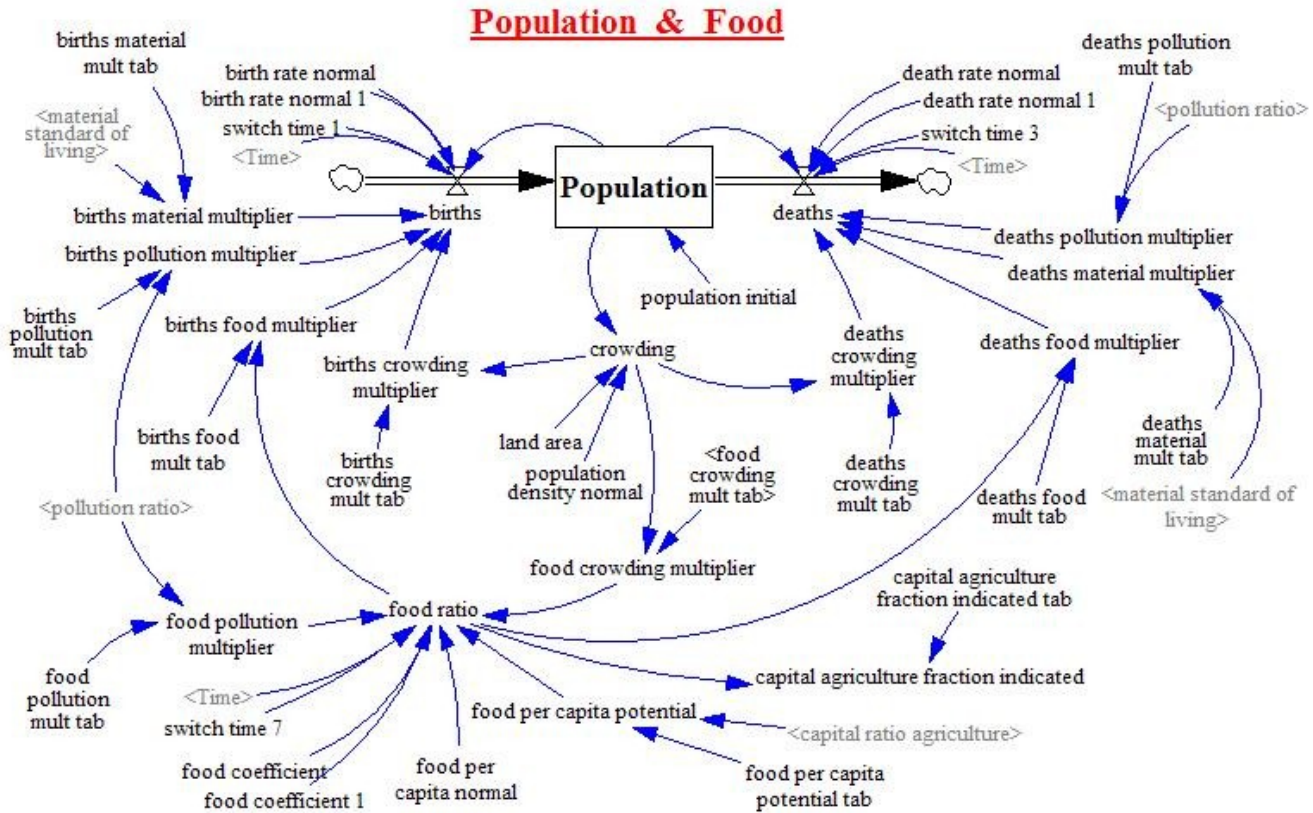 Population & Food
births material
mult tab
<material
standard of
living>
birth rate normal
birth rate normal 1
switch time 1
<Time>
death rate normal
death rate normal 1
switch time 3
<Time>
deaths pollution
mult tab
<pollution ratio>
Population
births material multiplier
births
deaths
births pollution multiplier
deaths pollution multiplier
deaths material multiplier
births
pollution
mult tab
births food multiplier
population initial
births crowding
multiplier
crowding
deaths
crowding
multiplier
deaths food multiplier
births food
mult tab
births
crowding
mult tab
land area
population
density normal
<food
crowding
mult tab>
deaths
crowding
mult tab
deaths food
mult tab
deaths
material
mult tab
<material standard of
living>
<pollution ratio>
food crowding multiplier
capital agriculture
fraction indicated tab
food pollution
multiplier
food ratio
food
pollution
mult tab
<Time>
switch time 7
food per capita potential
capital agriculture fraction indicated
<capital ratio agriculture>
food coefficient
food coefficient 1
food per
capita normal
food per capita
potential tab